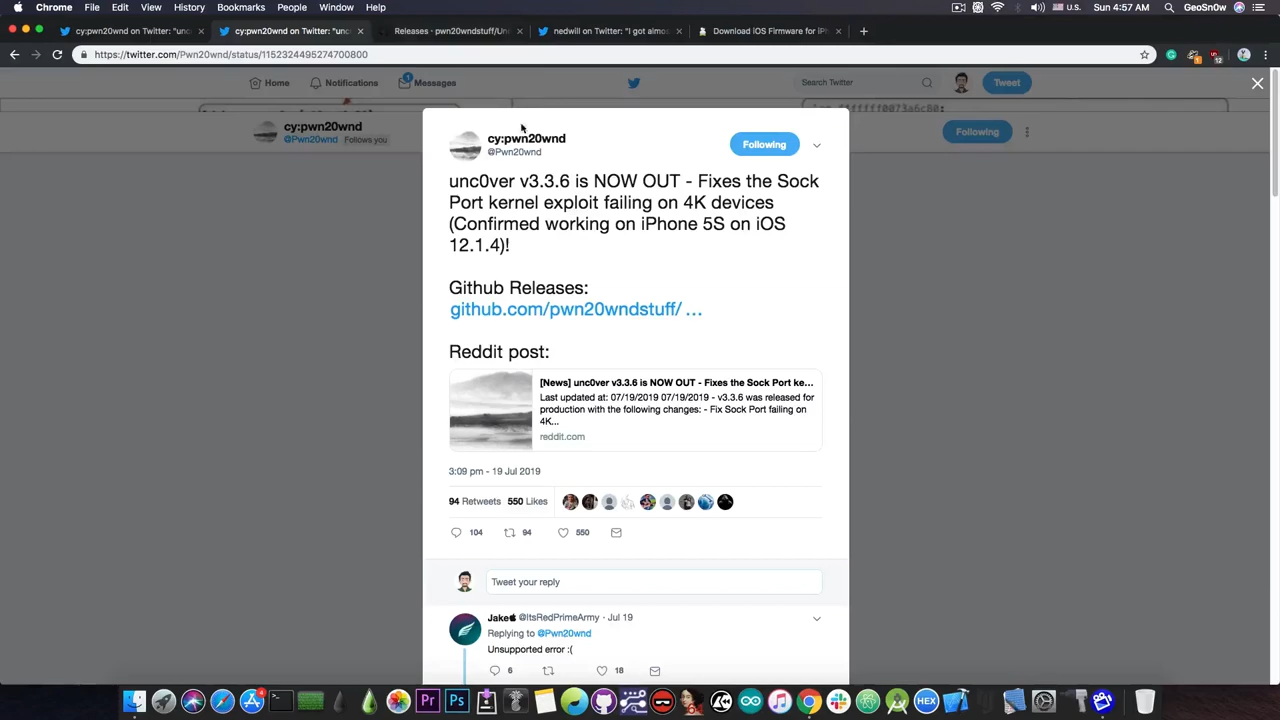 Chrome File Edit View History Bookmarks People Window Help
U.S. Sun 4:57 AM GeoSn0w
cy:pwn20wnd on Twitter: "unc
cy:pwn20wnd on Twitter: "unc
Releases · pwn20wndstuff/Un
nedwill on Twitter: "I got almos
Download iOS Firmware for iP
https://twitter.com/Pwn20wnd/status/1152324495274700800
Home Notifications 1 Messages
Search Twitter
Tweet
cy:pwn20wnd
@Pwn20wnd Follows you
Following
cy:pwn20wnd
@Pwn20wnd
Following
unc0ver v3.3.6 is NOW OUT - Fixes the Sock
Port kernel exploit failing on 4K devices
(Confirmed working on iPhone 5S on iOS
12.1.4)!
Github Releases:
github.com/pwn20wndstuff/ …
Reddit post:
[News] unc0ver v3.3.6 is NOW OUT - Fixes the Sock Port ke...
Last updated at: 07/19/2019 07/19/2019 - v3.3.6 was released for
production with the following changes: - Fix Sock Port failing on
4K...
reddit.com
3:09 pm - 19 Jul 2019
94 Retweets 550 Likes
104 94 550
Tweet your reply
Jake @ItsRedPrimeArmy · Jul 19
Replying to @Pwn20wnd
Unsupported error :(
6 18
4 Pr Ps HEX